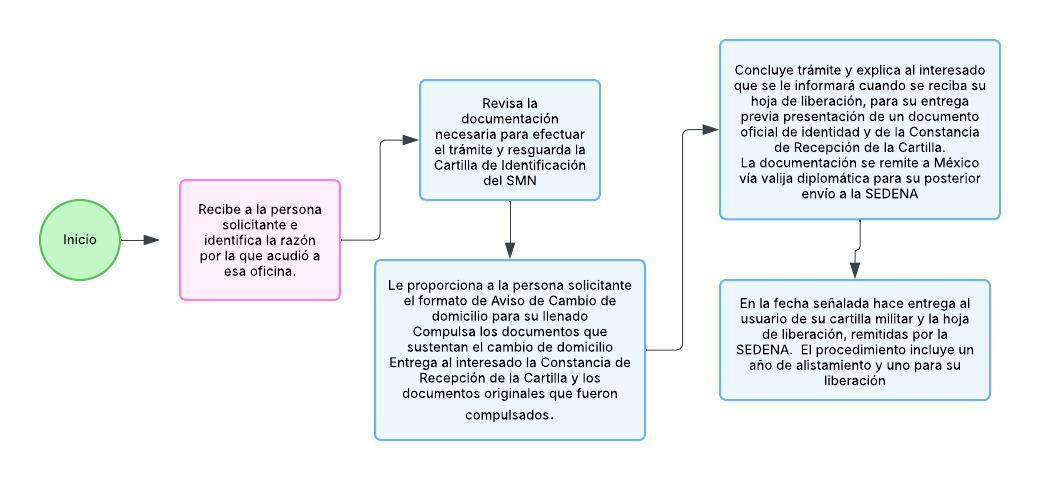 Inicio
Recibe a la persona
solicitante e
identifica la razón
por la que acudió a
esa oficina.
Revisa la
documentación
necesaria para efectuar
el trámite y resguarda la
Cartilla de Identificación
del SMN
Le proporciona a la persona solicitante
el formato de Aviso de Cambio de
domicilio para su llenado
Compulsa los documentos que
sustentan el cambio de domicilio
Entrega al interesado la Constancia de
Recepción de la Cartilla y los
documentos originales que fueron
compulsados.
Concluye trámite y explica al interesado
que se le informará cuando se reciba su
hoja de liberación, para su entrega
previa presentación de un documento
oficial de identidad y de la Constancia
de Recepción de la Cartilla.
La documentación se remite a México
vía valija diplomática para su posterior
envío a la SEDENA
En la fecha señalada hace entrega al
usuario de su cartilla militar y la hoja
de liberación, remitidas por la
SEDENA.  El procedimiento incluye un
año de alistamiento y uno para su
liberación